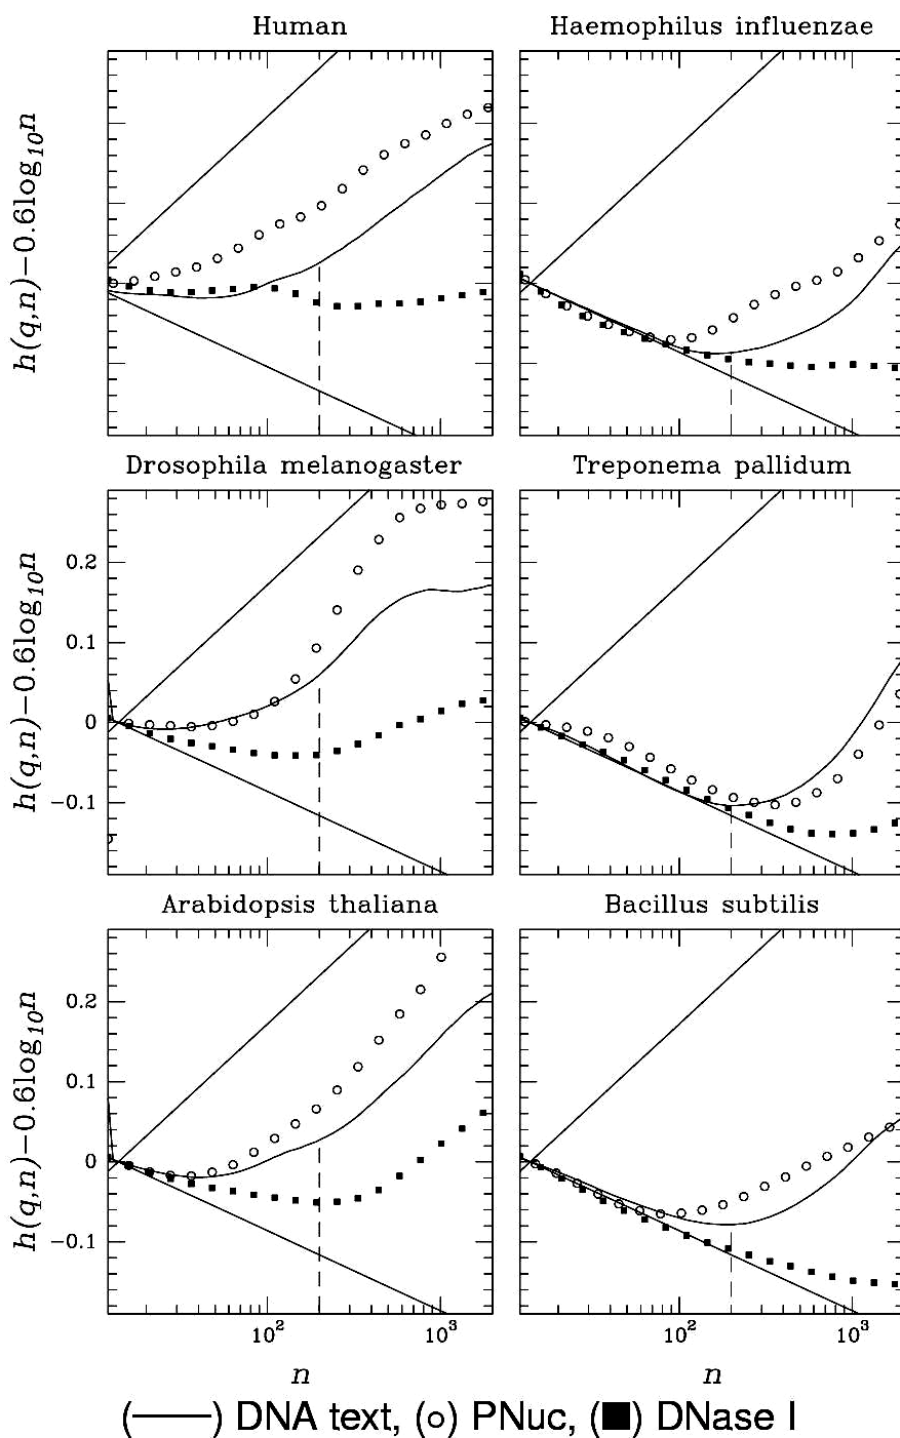 Human Haemophilus influenzae
h(q,n)−0.6log₁₀n
Drosophila melanogaster Treponema pallidum
h(q,n)−0.6log₁₀n
0.2
0.1
0
−0.1
Arabidopsis thaliana Bacillus subtilis
h(q,n)−0.6log₁₀n
0.2
0.1
0
−0.1
10² 10³ 10² 10³
n n
(—) DNA text, (○) PNuc, (■) DNase I